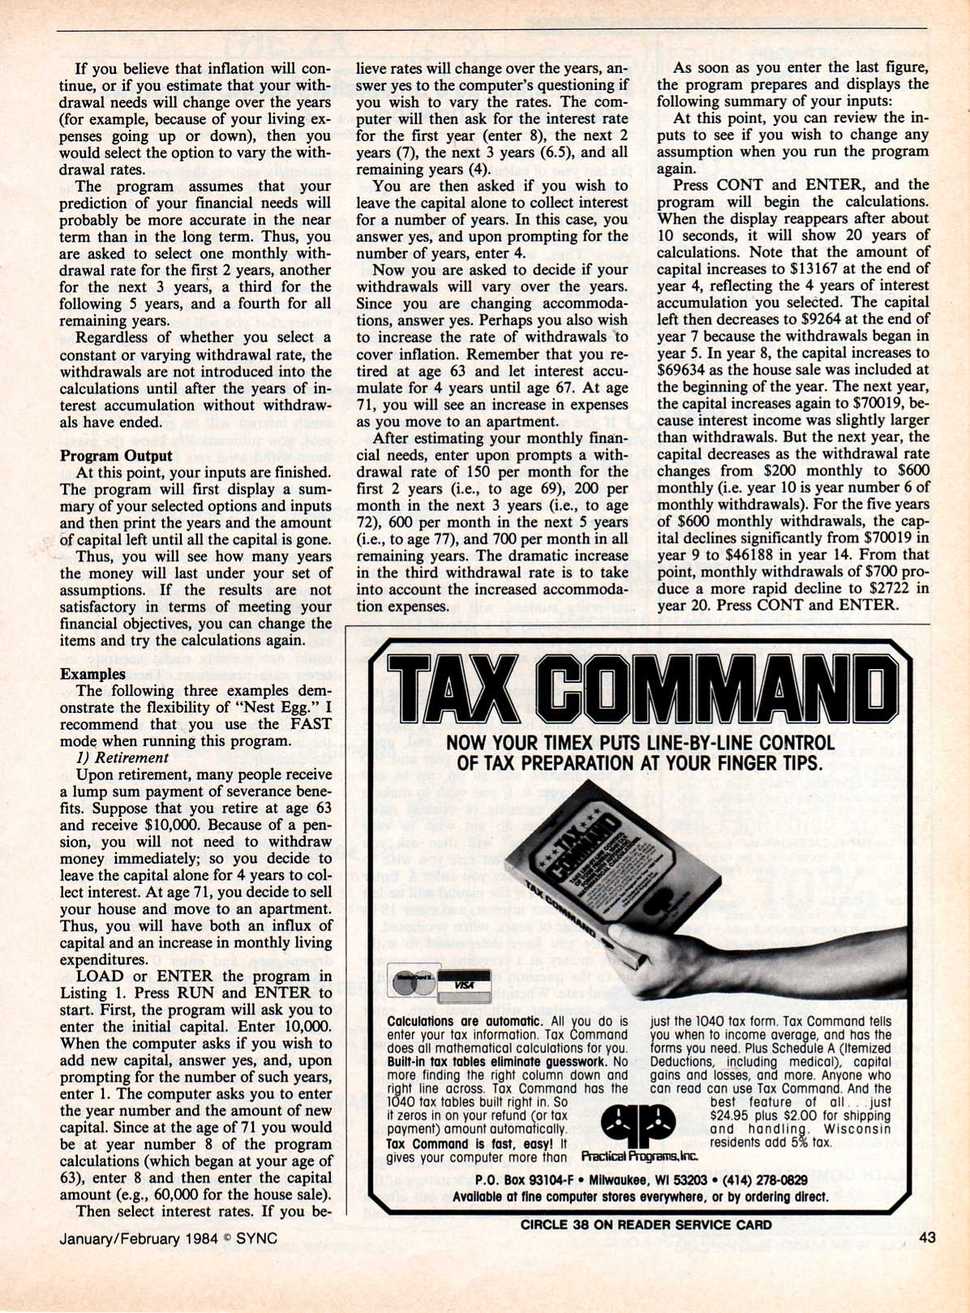 If you believe that inflation will con-
tinue, or if you estimate that your with-
drawal needs will change over the years
(for example, because of your living ex-
penses going up or down), then you
would select the option to vary the with-
drawal rates.
The program assumes that your
prediction of your financial needs will
probably be more accurate in the near
term than in the long term. Thus, you
are asked to select one monthly with-
drawal rate for the first 2 years, another
for the next 3 years, a third for the
following 5 years, and a fourth for all
remaining years.
Regardless of whether you select a
constant or varying withdrawal rate, the
withdrawals are not introduced into the
calculations until after the years of in-
terest accumulation without withdraw-
als have ended.
Program Output
At this point, your inputs are finished.
The program will first display a sum-
mary of your selected options and inputs
and then print the years and the amount
of capital left until all the capital is gone.
Thus, you will see how many years
the money will last under your set of
assumptions. If the results are not
satisfactory in terms of meeting your
financial objectives, you can change the
items and try the calculations again.
Examples
The following three examples dem-
onstrate the flexibility of “Nest Egg.” I
recommend that you use the FAST
mode when running this program.
1) Retirement
Upon retirement, many people receive
a lump sum payment of severance bene-
fits. Suppose that you retire at age 63
and receive $10,000. Because of a pen-
sion, you will not need to withdraw
money immediately; so you decide to
leave the capital alone for 4 years to col-
lect interest. At age 71, you decide to sell
your house and move to an apartment.
Thus, you will have both an influx of
capital and an increase in monthly living
expenditures.
LOAD or ENTER the program in
Listing 1. Press RUN and ENTER to
start. First, the program will ask you to
enter the initial capital. Enter 10,000.
When the computer asks if you wish to
add new capital, answer yes, and, upon
prompting for the number of such years,
enter 1. The computer asks you to enter
the year number and the amount of new
capital. Since at the age of 71 you would
be at year number 8 of the program
calculations (which began at your age of
63), enter 8 and then enter the capital
amount (e.g., 60,000 for the house sale).
Then select interest rates. If you be-
lieve rates will change over the years, an-
swer yes to the computer's questioning if
you wish to vary the rates. The com-
puter will then ask for the interest rate
for the first year (enter 8), the next 2
years (7), the next 3 years (6.5), and all
remaining years (4).
You are then asked if you wish to
leave the capital alone to collect interest
for a number of years. In this case, you
answer yes, and upon prompting for the
number of years, enter 4.
Now you are asked to decide if your
withdrawals will vary over the years.
Since you are changing accommoda-
tions, answer yes. Perhaps you also wish
to increase the rate of withdrawals to
cover inflation. Remember that you re-
tired at age 63 and let interest accu-
mulate for 4 years until age 67. At age
71, you will see an increase in expenses
as you move to an apartment.
After estimating your monthly finan-
cial needs, enter upon prompts a with-
drawal rate of 150 per month for the
first 2 years (i.e., to age 69), 200 per
month in the next 3 years (i.e., to age
72), 600 per month in the next 5 years
(i.e., to age 77), and 700 per month in all
remaining years. The dramatic increase
in the third withdrawal rate is to take
into account the increased accommoda-
tion expenses.
As soon as you enter the last figure,
the program prepares and displays the
following summary of your inputs:
At this point, you can review the in-
puts to see if you wish to change any
assumption when you run the program
again.
Press CONT and ENTER, and the
program will begin the calculations.
When the display reappears after about
10 seconds, it will show 20 years of
calculations. Note that the amount of
capital increases to $13167 at the end of
year 4, reflecting the 4 years of interest
accumulation you selected. The capital
left then decreases to $9264 at the end of
year 7 because the withdrawals began in
year 5. In year 8, the capital increases to
$69634 as the house sale was included at
the beginning of the year. The next year,
the capital increases again to $70019, be-
cause interest income was slightly larger
than withdrawals. But the next year, the
capital decreases as the withdrawal rate
changes from $200 monthly to $600
monthly (i.e. year 10 is year number 6 of
monthly withdrawals). For the five years
of $600 monthly withdrawals, the cap-
ital declines significantly from $70019 in
year 9 to $46188 in year 14. From that
point, monthly withdrawals of $700 pro-
duce a more rapid decline to $2722 in
year 20. Press CONT and ENTER.
TAX COMMAND
NOW YOUR TIMEX PUTS LINE-BY-LINE CONTROL
OF TAX PREPARATION AT YOUR FINGER TIPS.
TAX
COMMAND
TAX COMMAND
MasterCard
VISA
Calculations are automatic. All you do is
enter your tax information. Tax Command
does all mathematical calculations for you.
Built-in tax tables eliminate guesswork. No
more finding the right column down and
right line across. Tax Command has the
1040 tax tables built right in. So
it zeros in on your refund (or tax
payment) amount automatically.
Tax Command is fast, easy! It
gives your computer more than
just the 1040 tax form. Tax Command tells
you when to income average, and has the
forms you need. Plus Schedule A (Itemized
Deductions, including medical), capital
gains and losses, and more. Anyone who
can read can use Tax Command. And the
best feature of all...just
$24.95 plus $2.00 for shipping
and handling. Wisconsin
residents add 5% tax.
Practical Programs, Inc.
P.O. Box 93104-F • Milwaukee, WI 53203 • (414) 278-0829
Available at fine computer stores everywhere, or by ordering direct.
CIRCLE 38 ON READER SERVICE CARD
January/February 1984 © SYNC
43